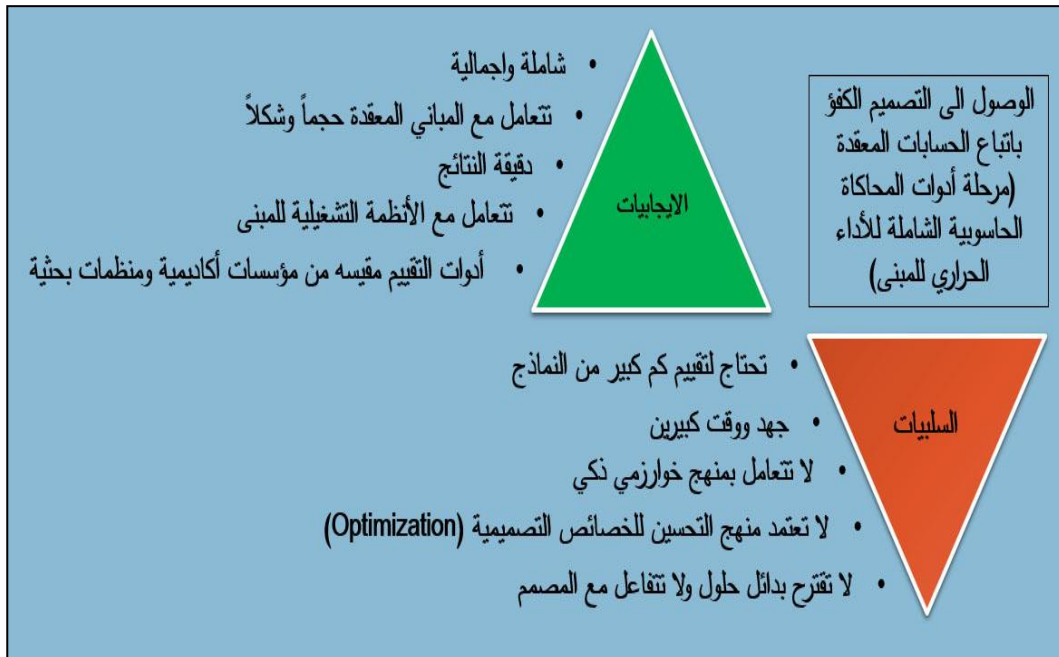 الوصول الى التصميم الكفؤ
باتباع الحسابات المعقدة
(مرحلة أدوات المحاكاة
الحاسوبية الشاملة للأداء
الحراري للمبنى)
الايجابيات
• شاملة واجمالية
• تتعامل مع المباني المعقدة حجماً وشكلاً
• دقيقة النتائج
• تتعامل مع الأنظمة التشغيلية للمبنى
• أدوات التقييم مقيسه من مؤسسات أكاديمية ومنظمات بحثية
السلبيات
• تحتاج لتقييم كم كبير من النماذج
• جهد ووقت كبيرين
• لا تتعامل بمنهج خوارزمي ذكي
• لا تعتمد منهج التحسين للخصائص التصميمية (Optimization)
• لا تقترح بدائل حلول ولا تتفاعل مع المصمم